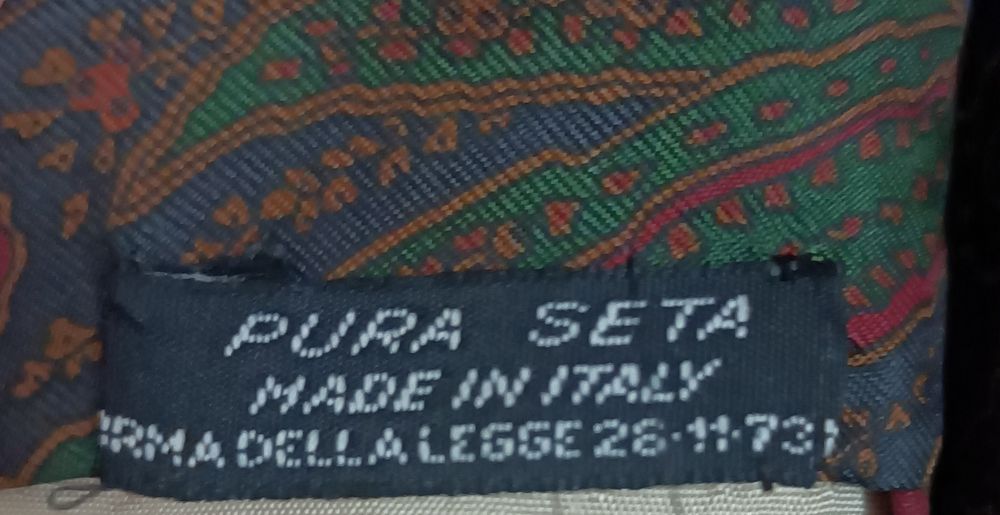 PURA SETA
MADE IN ITALY
RMA DELLA LEGGE 26·11·73